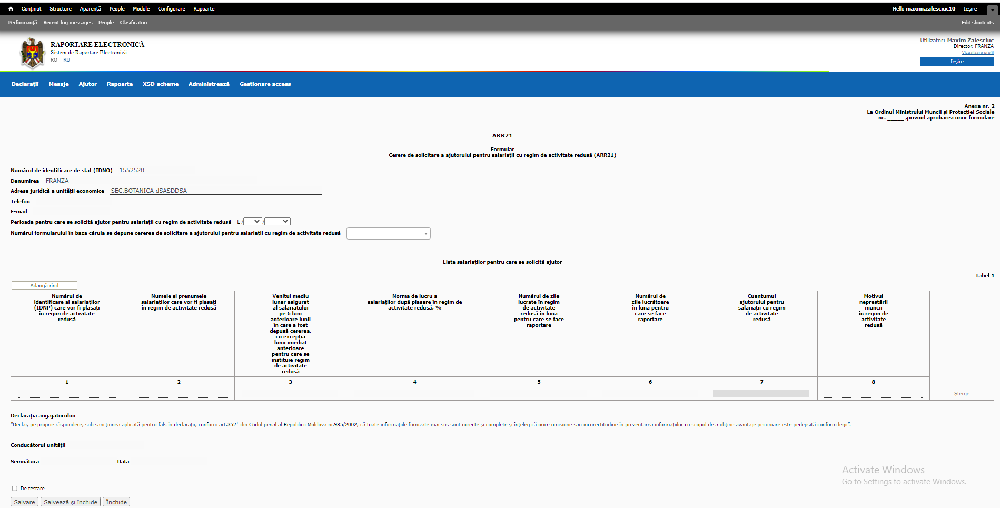 Conținut Structure Aparență People Module Configurare Rapoarte Hello maxim.zalesciuc10 Ieșire
Performanță Recent log messages People Clasificatori Edit shortcuts
RAPORTARE ELECTRONICĂ
Sistem de Raportare Electronică
RO RU
Utilizator: Maxim Zalesciuc
Director, FRANZA
Vizualizare profil
Ieșire
Declarații Mesaje Ajutor Rapoarte XSD-scheme Administrează Gestionare access
Anexa nr. 2
La Ordinul Ministrului Muncii și Protecției Sociale
nr. _____ ,privind aprobarea unor formulare
ARR21
Formular
Cerere de solicitare a ajutorului pentru salariații cu regim de activitate redusă (ARR21)
Numărul de identificare de stat (IDNO) 1552520
Denumirea FRANZA
Adresa juridică a unității economice SEC.BOTANICA dSASDDSA
Telefon
E-mail
Perioada pentru care se solicită ajutor pentru salariații cu regim de activitate redusă L / /
Numărul formularului în baza căruia se depune cererea de solicitare a ajutorului pentru salariații cu regim de activitate redusă
Lista salariaților pentru care se solicită ajutor
Tabel 1
Adaugă rînd
Numărul de
identificare al salariaților
(IDNP) care vor fi plasați
în regim de activitate
redusă
Numele și prenumele
salariaților care vor fi plasați
în regim de activitate redusă
Venitul mediu
lunar asigurat
al salariatului
pe 6 luni
anterioare lunii
în care a fost
depusă cererea,
cu excepția
lunii imediat
anterioare
pentru care se
instituie regim
de activitate
redusă
Norma de lucru a
salariaților după plasare în regim de
activitate redusă, %
Numărul de zile
lucrate în regim
de activitate
redusă în luna
pentru care se face
raportare
Numărul de
zile lucrătoare
în luna pentru
care se face
raportare
Cuantumul
ajutorului pentru
salariații cu regim
de activitate
redusă
Motivul
neprestării
muncii
în regim de
activitate
redusă
1 2 3 4 5 6 7 8
Șterge
Declarația angajatorului:
"Declar, pe proprie răspundere, sub sancțiunea aplicată pentru fals în declarații, conform art.352¹ din Codul penal al Republicii Moldova nr.985/2002, că toate informațiile furnizate mai sus sunt corecte și complete și înțeleg că orice omisiune sau incorectitudine în prezentarea informațiilor cu scopul de a obține avantaje pecuniare este pedepsită conform legii".
Conducătorul unității
Semnătura Data
De testare
Salvare Salvează și închide Închide
Activate Windows
Go to Settings to activate Windows.